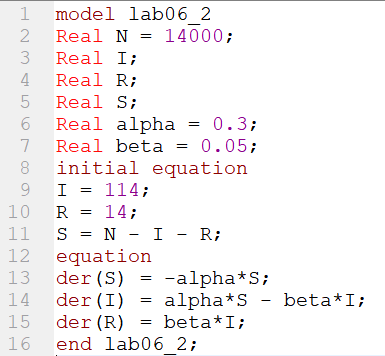 1 model lab06_2
2 Real N = 14000;
3 Real I;
4 Real R;
5 Real S;
6 Real alpha = 0.3;
7 Real beta = 0.05;
8 initial equation
9 I = 114;
10 R = 14;
11 S = N - I - R;
12 equation
13 der(S) = -alpha*S;
14 der(I) = alpha*S - beta*I;
15 der(R) = beta*I;
16 end lab06_2;